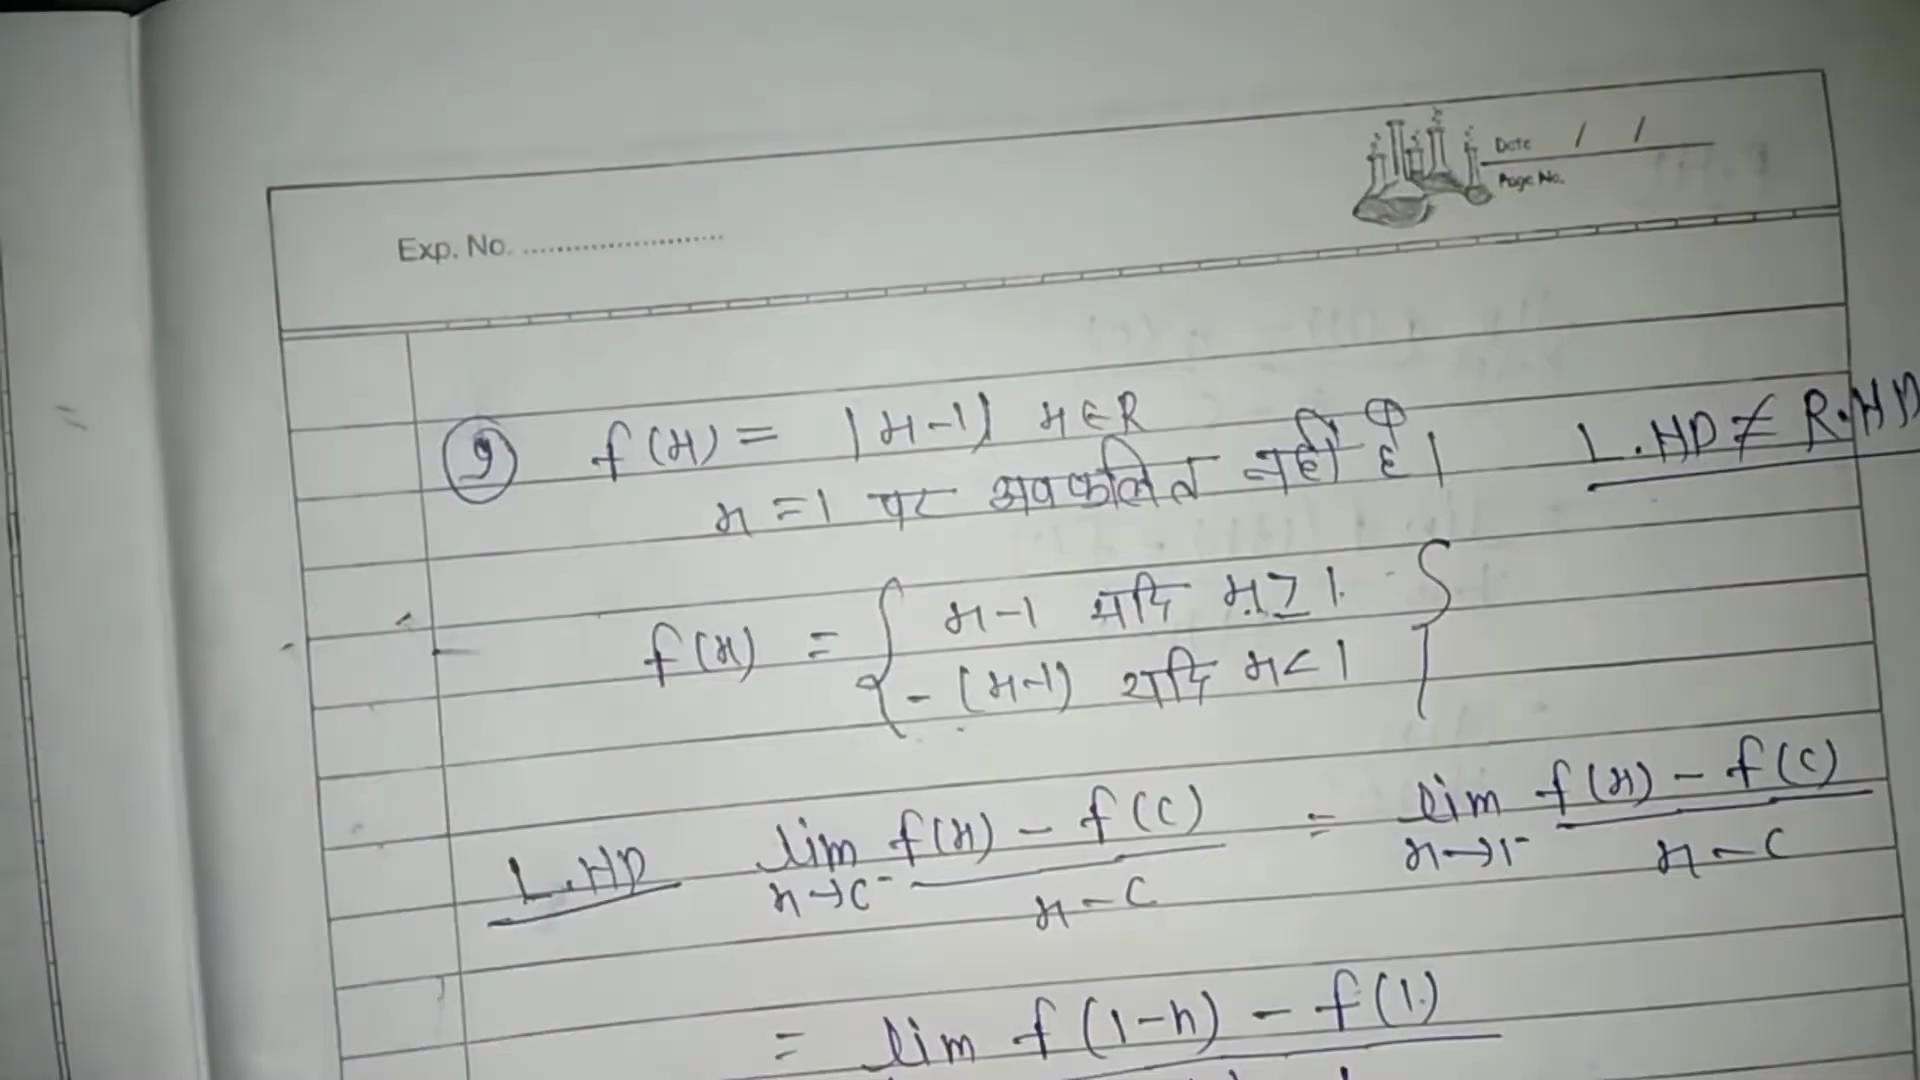 Date / /
Page No.
Exp. No. ........................
9 f(x) = |x-1| x∈R
x = 1 पर अवकलित नहीं है। L.HD ≠ R.HD
f(x) = { x-1 यदि x ≥ 1
-(x-1) यदि x < 1 }
L.HD lim f(x) - f(c) = lim f(x) - f(c)
x→c⁻ x-c x→1⁻ x-c
= lim f(1-h) - f(1)